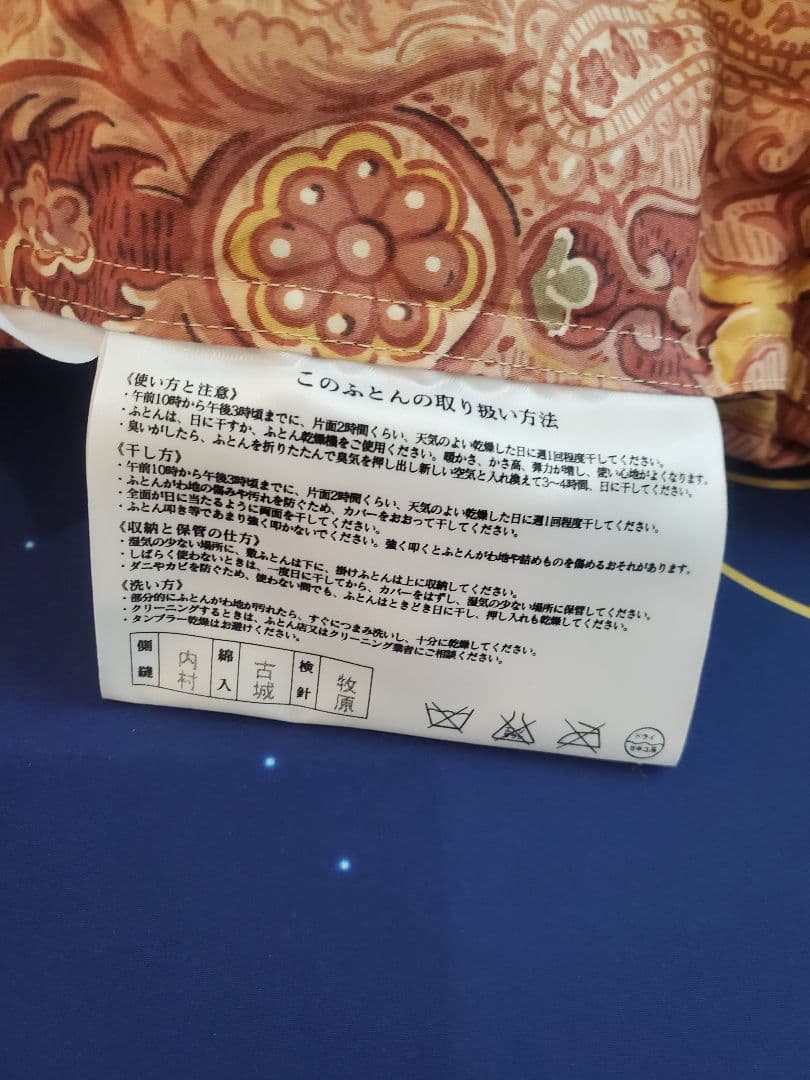 このふとんの取り扱い方法
《使い方と注意》
・午前10時から午後3時頃までに、片面2時間くらい、天気のよい乾燥した日に週1回程度干してください。
・ふとんは、日に干すか、ふとん乾燥機をご使用ください。暖かさ、かさ高、弾力が増し、使い心地がよくなります。
・臭いがしたら、ふとんを折りたたんで臭気を押し出し新しい空気と入れ換えて3〜4時間、日に干してください。
《干し方》
・午前10時から午後3時頃までに、片面2時間くらい、天気のよい乾燥した日に週1回程度干してください。
・ふとんがわ地の傷みや汚れを防ぐため、カバーをおおって干してください。
・全面が日に当たるように両面を干してください。
・ふとん叩き等であまり強く叩かないでください。強く叩くとふとんがわ地や詰めものを傷めるおそれがあります。
《収納と保管の仕方》
・湿気の少ない場所に、敷ふとんは下に、掛けふとんは上に収納してください。
・しばらく使わないときは、一度日に干してから、カバーをはずし、湿気の少ない場所に保管してください。
・ダニやカビを防ぐため、使わない間でも、ふとんはときどき日に干し、押し入れも乾燥してください。
《洗い方》
・部分的にふとんがわ地が汚れたら、すぐにつまみ洗いし、十分に乾燥してください。
・クリーニングするときは、ふとん店又はクリーニング業者にご相談ください。
・タンブラー乾燥はお避けください。
側縫 内村 綿入 古城 検針 牧原
ドライ